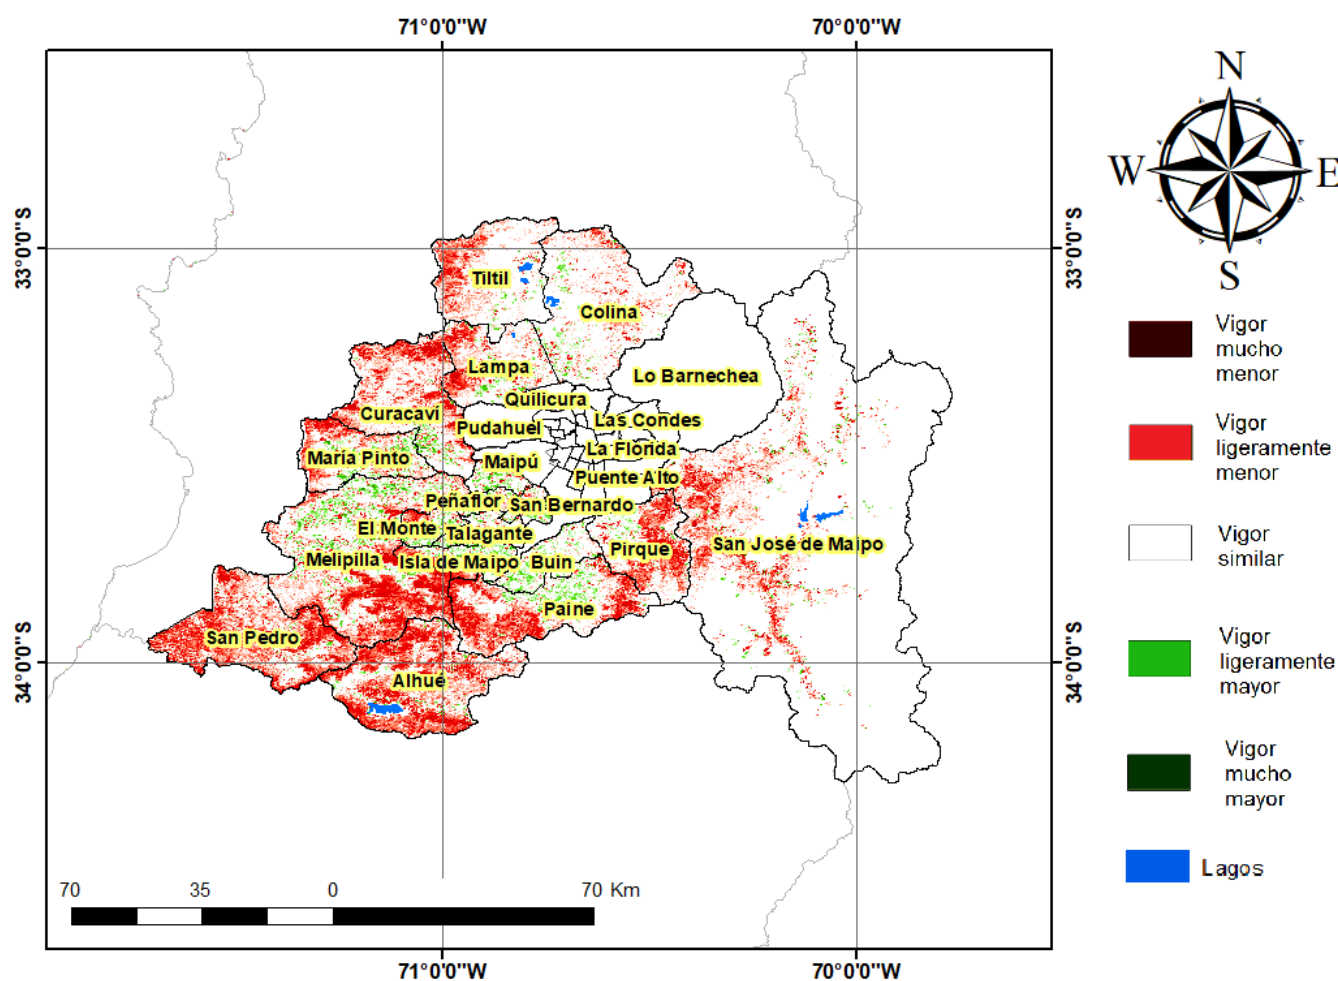 71°0'0"W
70°0'0"W
N
W
E
S
33°0'0"S
33°0'0"S
Tiltil
Colina
Lampa
Lo Barnechea
Quilicura
Curacaví
Las Condes
Pudahuel
La Florida
María Pinto
Maipú
Puente Alto
Peñaflor
San Bernardo
El Monte
Talagante
San José de Maipo
Pirque
Melipilla
Isla de Maipo
Buin
Paine
San Pedro
Alhué
34°0'0"S
34°0'0"S
Vigor
mucho
menor
Vigor
ligeramente
menor
Vigor
similar
Vigor
ligeramente
mayor
Vigor
mucho
mayor
Lagos
70
35
0
70 Km
71°0'0"W
70°0'0"W